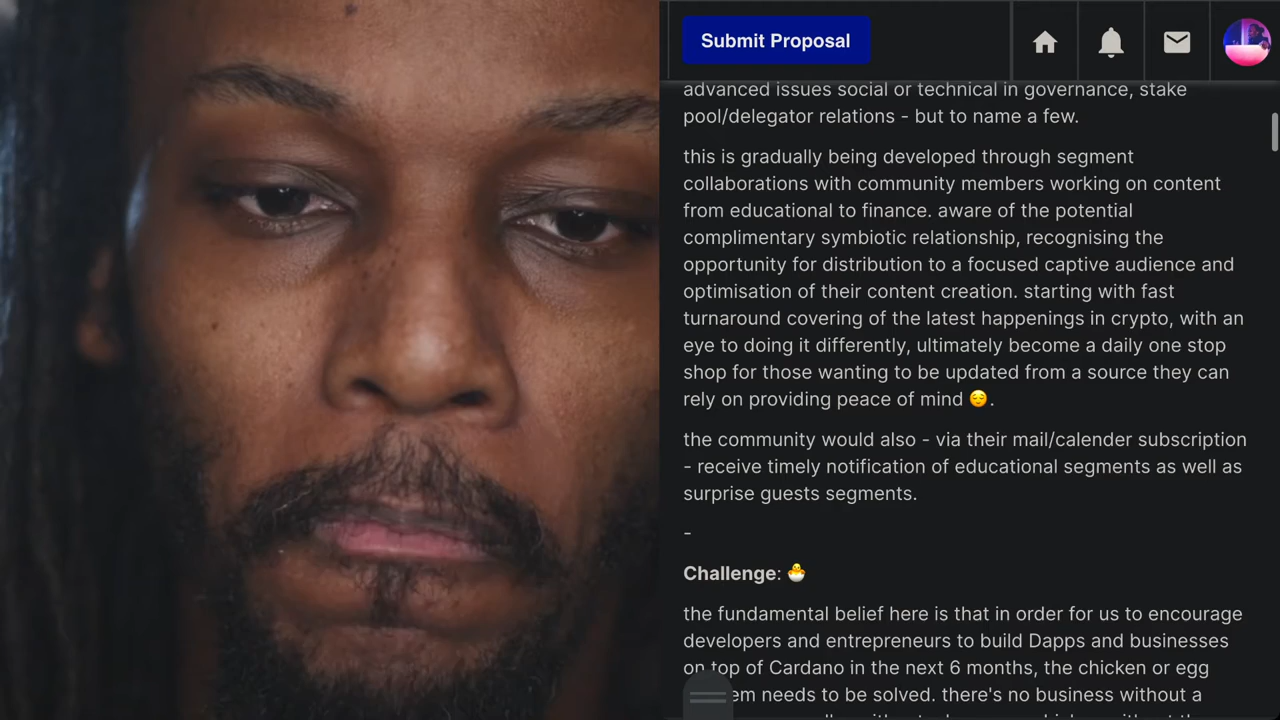 Submit Proposal
advanced issues social or technical in governance, stake
pool/delegator relations - but to name a few.
this is gradually being developed through segment
collaborations with community members working on content
from educational to finance. aware of the potential
complimentary symbiotic relationship, recognising the
opportunity for distribution to a focused captive audience and
optimisation of their content creation. starting with fast
turnaround covering of the latest happenings in crypto, with an
eye to doing it differently, ultimately become a daily one stop
shop for those wanting to be updated from a source they can
rely on providing peace of mind 😌.
the community would also - via their mail/calender subscription
- receive timely notification of educational segments as well as
surprise guests segments.
-
Challenge: 🐣
the fundamental belief here is that in order for us to encourage
developers and entrepreneurs to build Dapps and businesses
on top of Cardano in the next 6 months, the chicken or egg
needs to be solved. there's no business without a